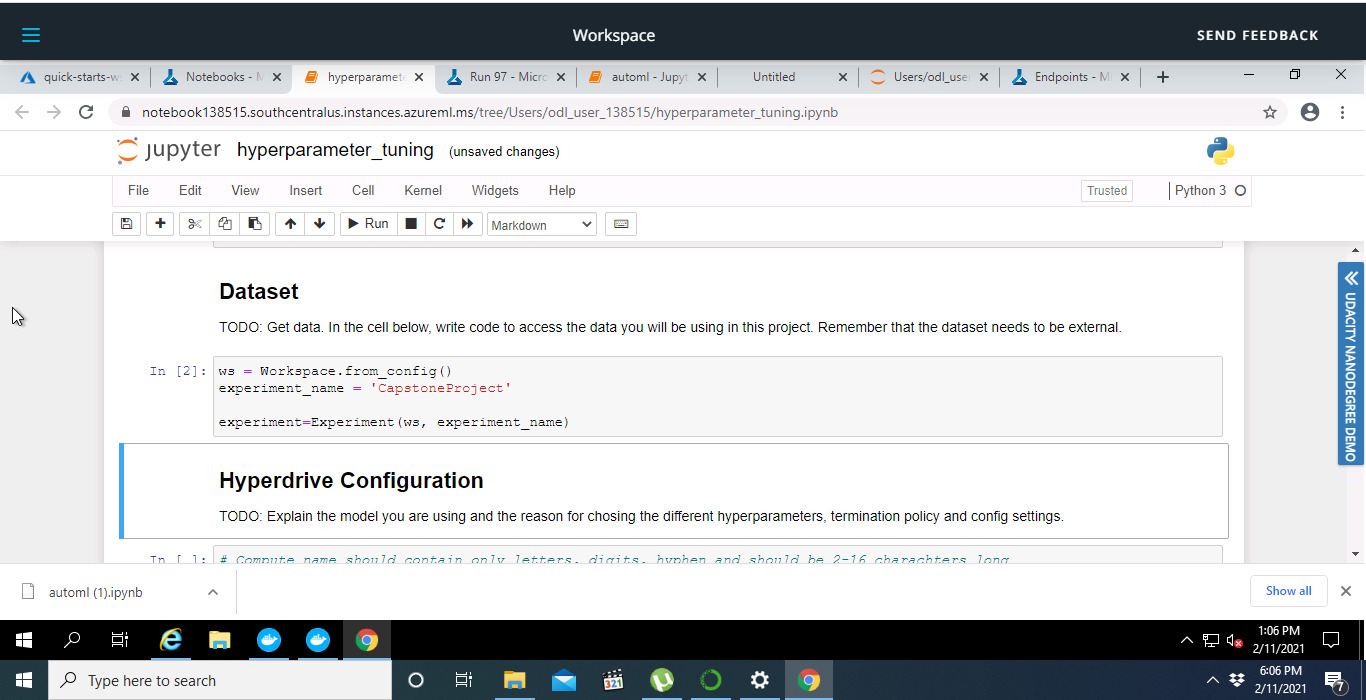 Workspace
SEND FEEDBACK
quick-starts-w
Notebooks - M
hyperparamet
Run 97 - Micro
automl - Jupyt
Untitled
Users/odl_use
Endpoints - Mi
notebook138515.southcentralus.instances.azureml.ms/tree/Users/odl_user_138515/hyperparameter_tuning.ipynb
jupyter hyperparameter_tuning (unsaved changes)
File Edit View Insert Cell Kernel Widgets Help
Trusted
Python 3
Run
Markdown
Dataset
TODO: Get data. In the cell below, write code to access the data you will be using in this project. Remember that the dataset needs to be external.
In [2]: ws = Workspace.from_config()
experiment_name = 'CapstoneProject'
experiment=Experiment(ws, experiment_name)
Hyperdrive Configuration
TODO: Explain the model you are using and the reason for chosing the different hyperparameters, termination policy and config settings.
In [ ]: # Compute name should contain only letters, digits, hyphen and should be 2-16 charachters long
UDACITY NANODEGREE DEMO
automl (1).ipynb
Show all
1:06 PM
2/11/2021
Type here to search
321
6:06 PM
2/11/2021
7